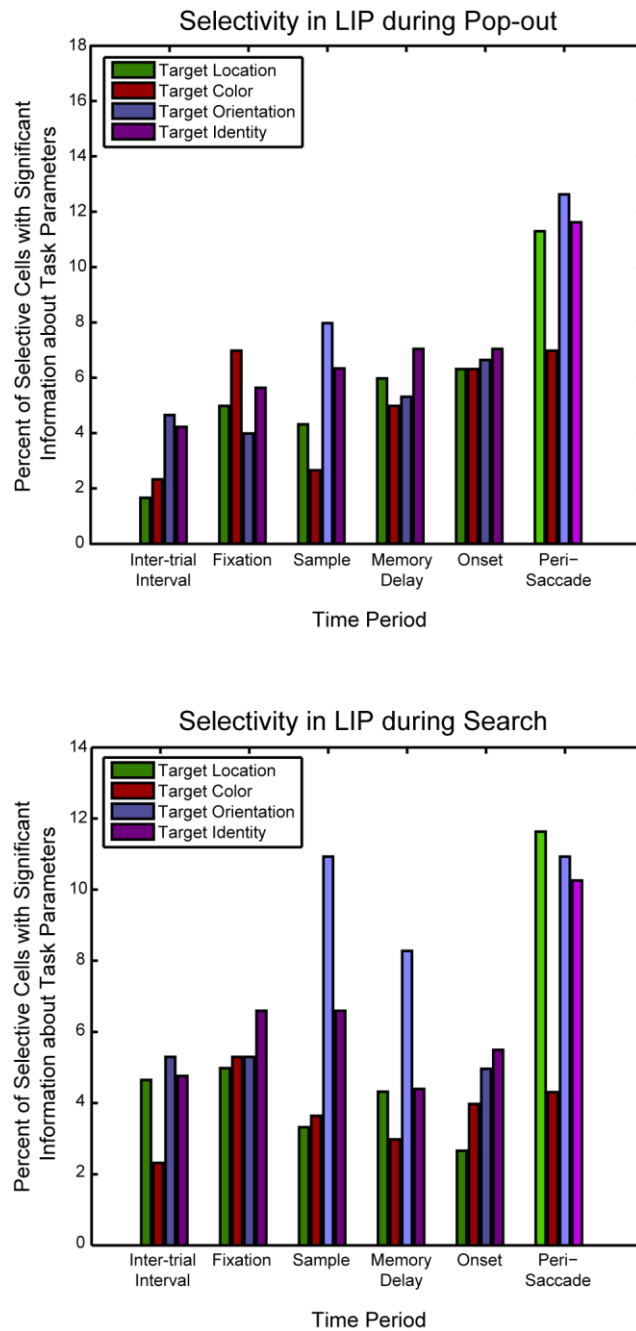 Selectivity in LIP during Pop-out
Percent of Selective Cells with Significant
Information about Task Parameters
18
16
14
12
10
8
6
4
2
0
Target Location
Target Color
Target Orientation
Target Identity
Inter-trial Fixation Sample Memory Onset Peri−
Interval Delay Saccade
Time Period
Selectivity in LIP during Search
Percent of Selective Cells with Significant
Information about Task Parameters
14
12
10
8
6
4
2
0
Target Location
Target Color
Target Orientation
Target Identity
Inter-trial Fixation Sample Memory Onset Peri−
Interval Delay Saccade
Time Period